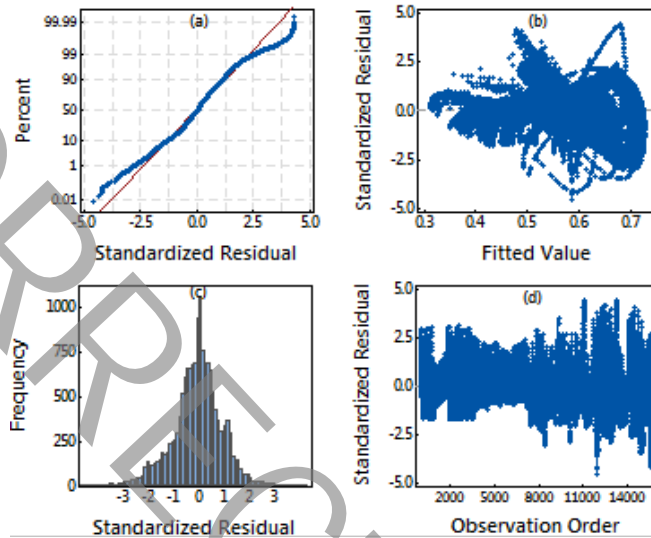 (a)
99.99
99
90
50
10
1
0.01
Percent
-5.0 -2.5 0.0 2.5 5.0
Standardized Residual
(b)
5.0
2.5
0.0
-2.5
-5.0
Standardized Residual
0.3 0.4 0.5 0.6 0.7
Fitted Value
(c)
1000
750
500
250
0
Frequency
-3 -2 -1 0 1 2 3
Standardized Residual
(d)
5.0
2.5
0.0
-2.5
-5.0
Standardized Residual
2000 5000 8000 11000 14000
Observation Order